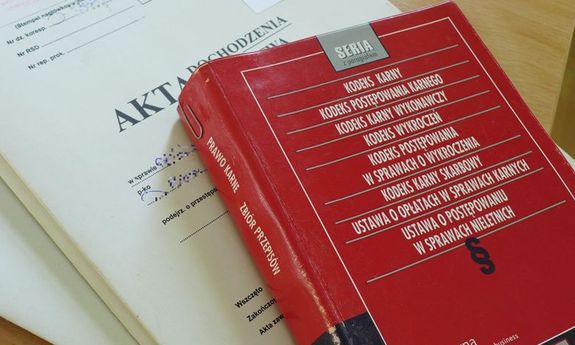 (Stempel nagłówkowy
Nr dz. koresp.
Nr RSD
Nr rep. prok.
AKTA DOCHODZENIA
w sprawie
p-ko
podejrz. o przestęp
Wszczęto
Zakończo
Akta zaw
U
PRAWO KARNE
ZBIÓR PRZEPISÓW
SERIA
z paragrafem
KODEKS KARNY
KODEKS POSTĘPOWANIA KARNEGO
KODEKS KARNY WYKONAWCZY
KODEKS WYKROCZEŃ
KODEKS POSTĘPOWANIA
W SPRAWACH O WYKROCZENIA
KODEKS KARNY SKARBOWY
USTAWA O OPŁATACH W SPRAWACH KARNYCH
USTAWA O POSTĘPOWANIU
W SPRAWACH NIELETNICH
§
business